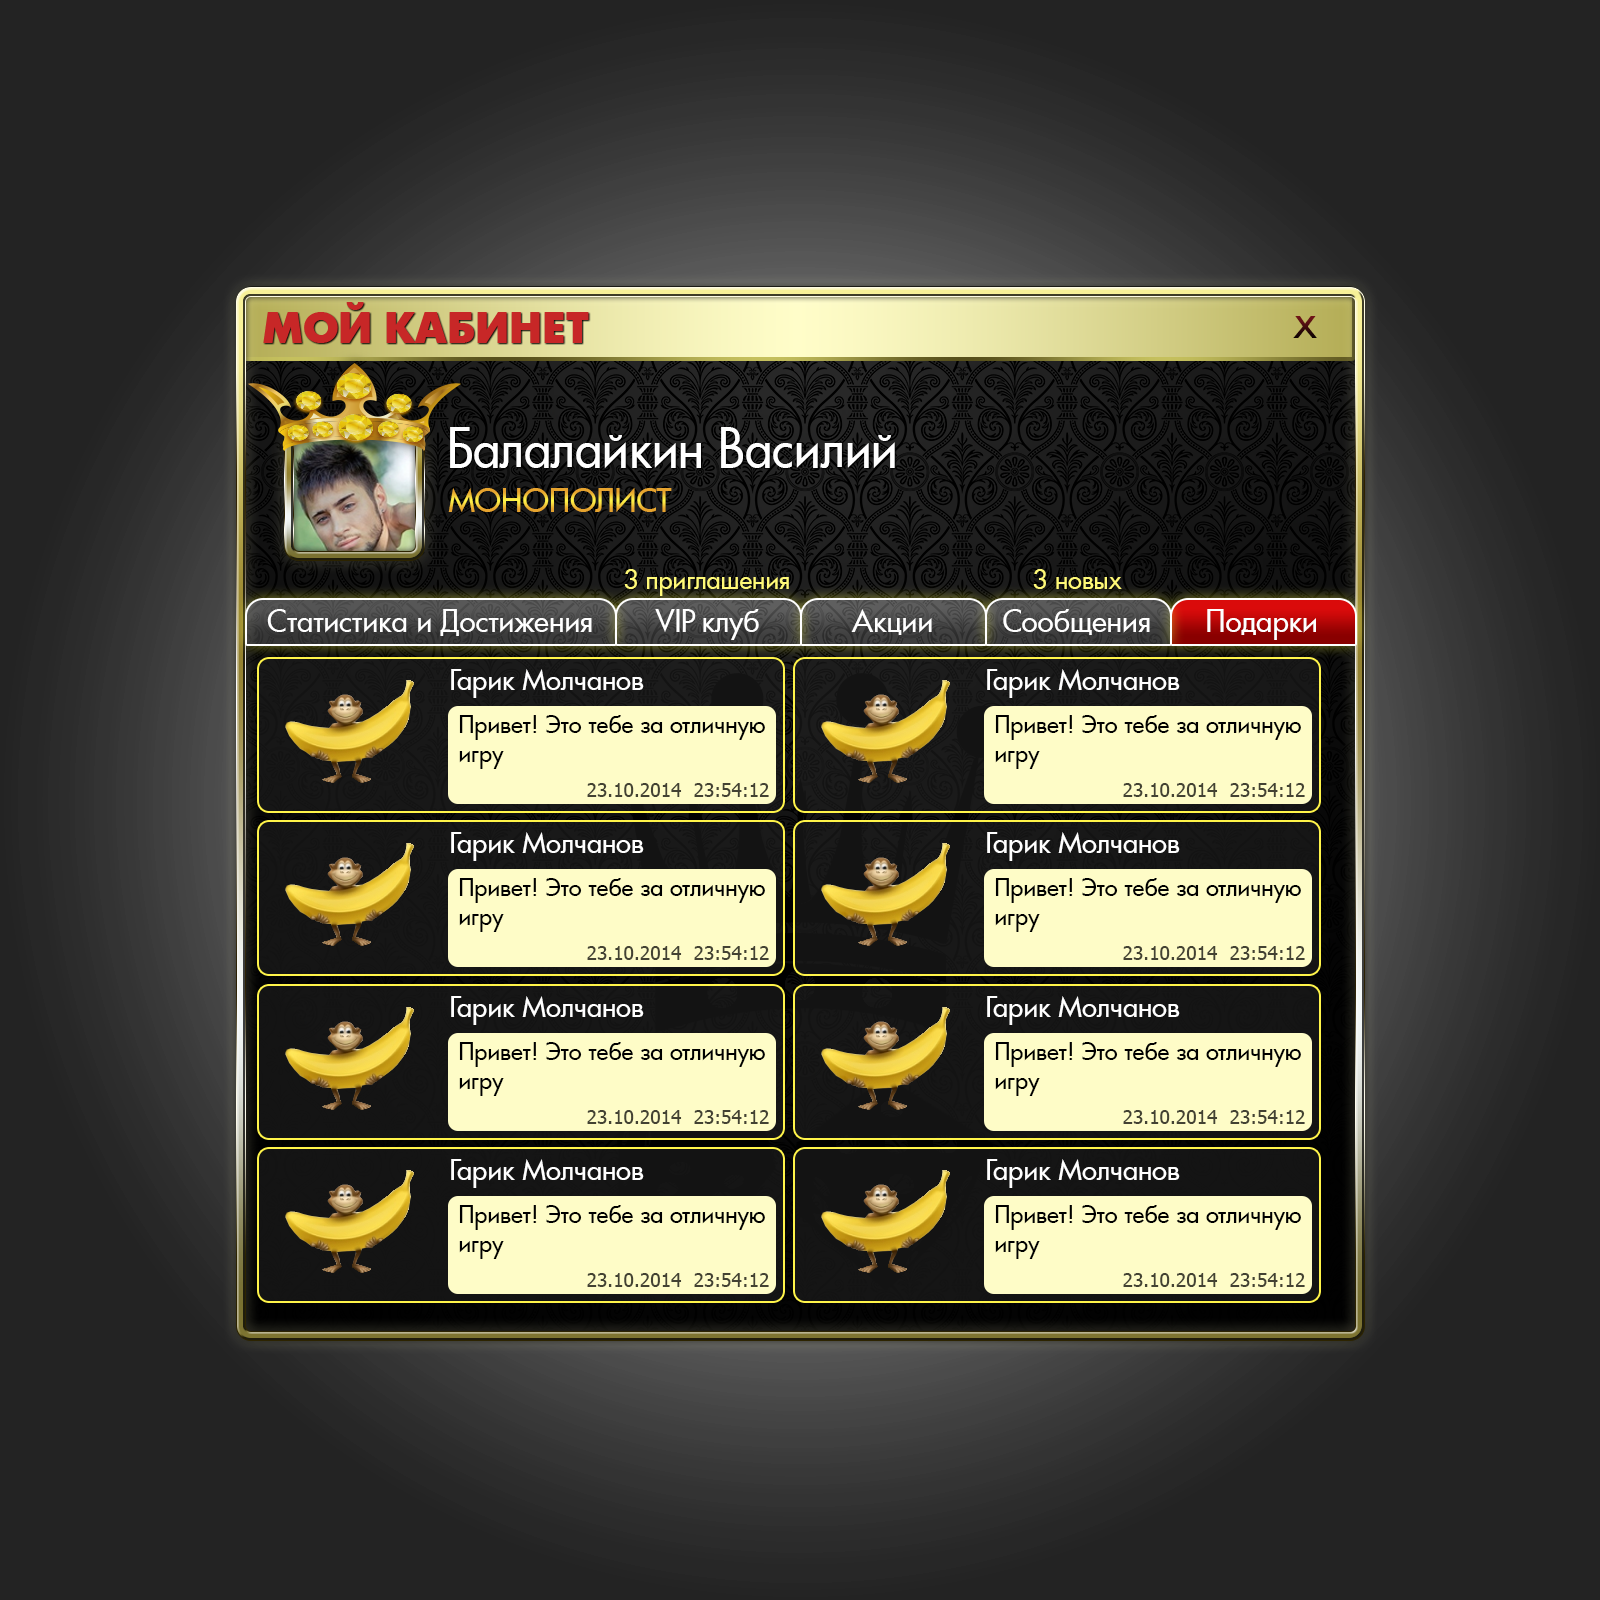 МОЙ КАБИНЕТ X
Балалайкин Василий
МОНОПОЛИСТ
3 приглашения 3 новых
Статистика и Достижения VIP клуб Акции Сообщения Подарки
Гарик Молчанов
Привет! Это тебе за отличную
игру
23.10.2014 23:54:12
Гарик Молчанов
Привет! Это тебе за отличную
игру
23.10.2014 23:54:12
Гарик Молчанов
Привет! Это тебе за отличную
игру
23.10.2014 23:54:12
Гарик Молчанов
Привет! Это тебе за отличную
игру
23.10.2014 23:54:12
Гарик Молчанов
Привет! Это тебе за отличную
игру
23.10.2014 23:54:12
Гарик Молчанов
Привет! Это тебе за отличную
игру
23.10.2014 23:54:12
Гарик Молчанов
Привет! Это тебе за отличную
игру
23.10.2014 23:54:12
Гарик Молчанов
Привет! Это тебе за отличную
игру
23.10.2014 23:54:12